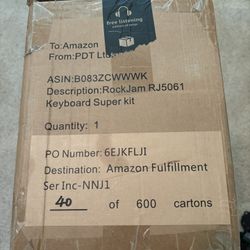 free listening
To: Amazon
From: PDT Ltd
ASIN:B083ZCWWWK
Description:RockJam RJ5061
Keyboard Super kit
Quantity: 1
PO Number: 6EJKFLJI
Destination: Amazon Fulfillment
Ser Inc-NNJ1
40 of 600 cartons